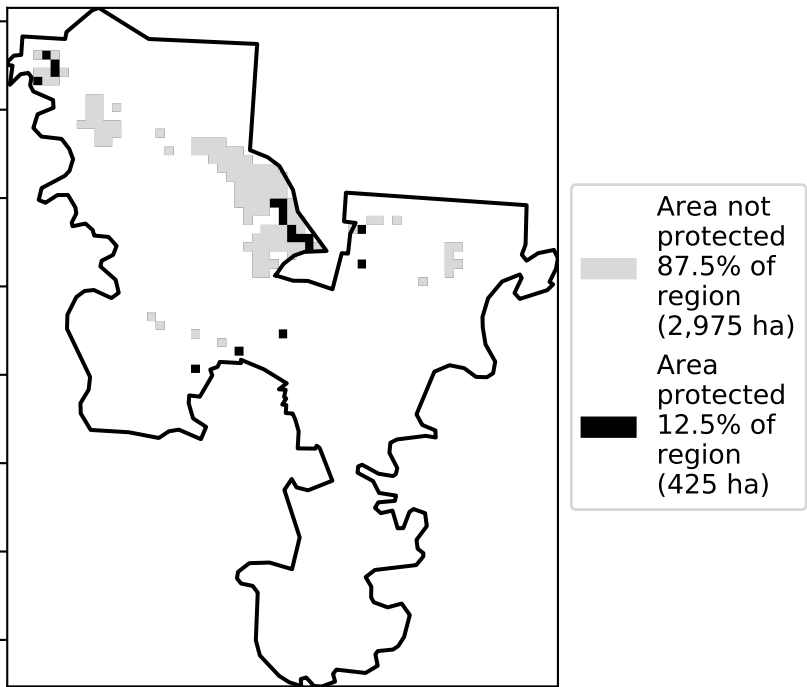 Area not
protected
87.5% of
region
(2,975 ha)
Area
protected
12.5% of
region
(425 ha)